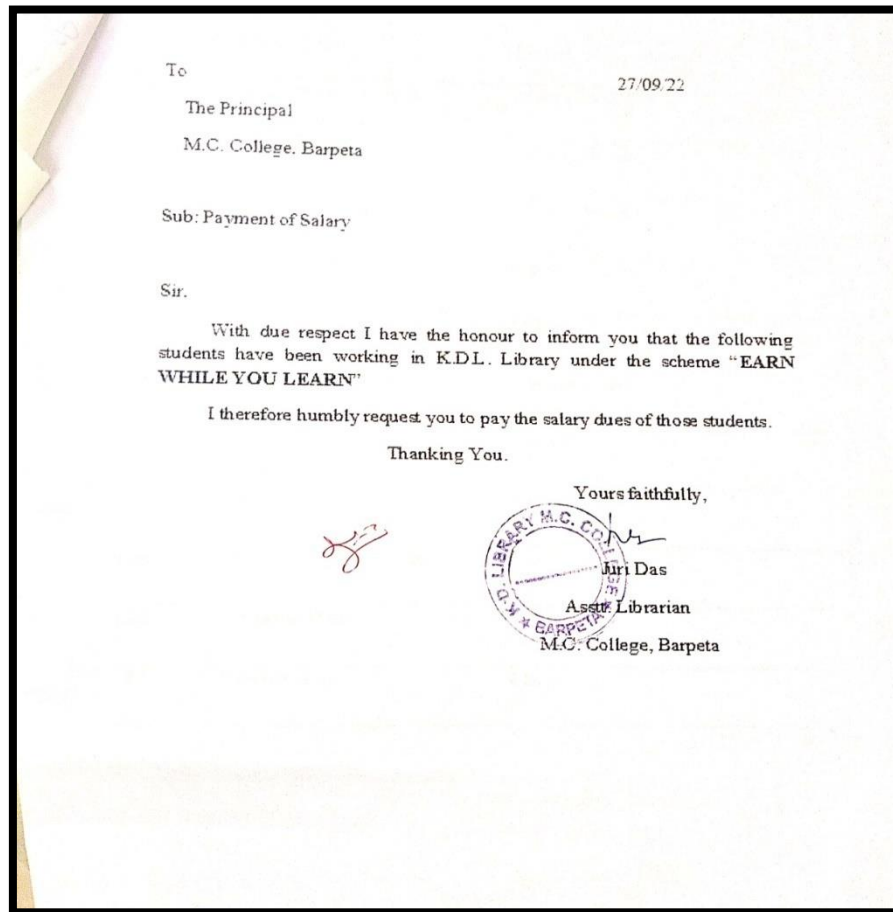 To
27/09/22
The Principal
M.C. College, Barpeta
Sub: Payment of Salary
Sir,
With due respect I have the honour to inform you that the following
students have been working in K.D.L. Library under the scheme “EARN
WHILE YOU LEARN”
I therefore humbly request you to pay the salary dues of those students.
Thanking You.
Yours faithfully,
Juri Das
Asstt. Librarian
M.C. College, Barpeta
K.D. LIBRARY M.C. COLLEGE
★ BARPETA ★